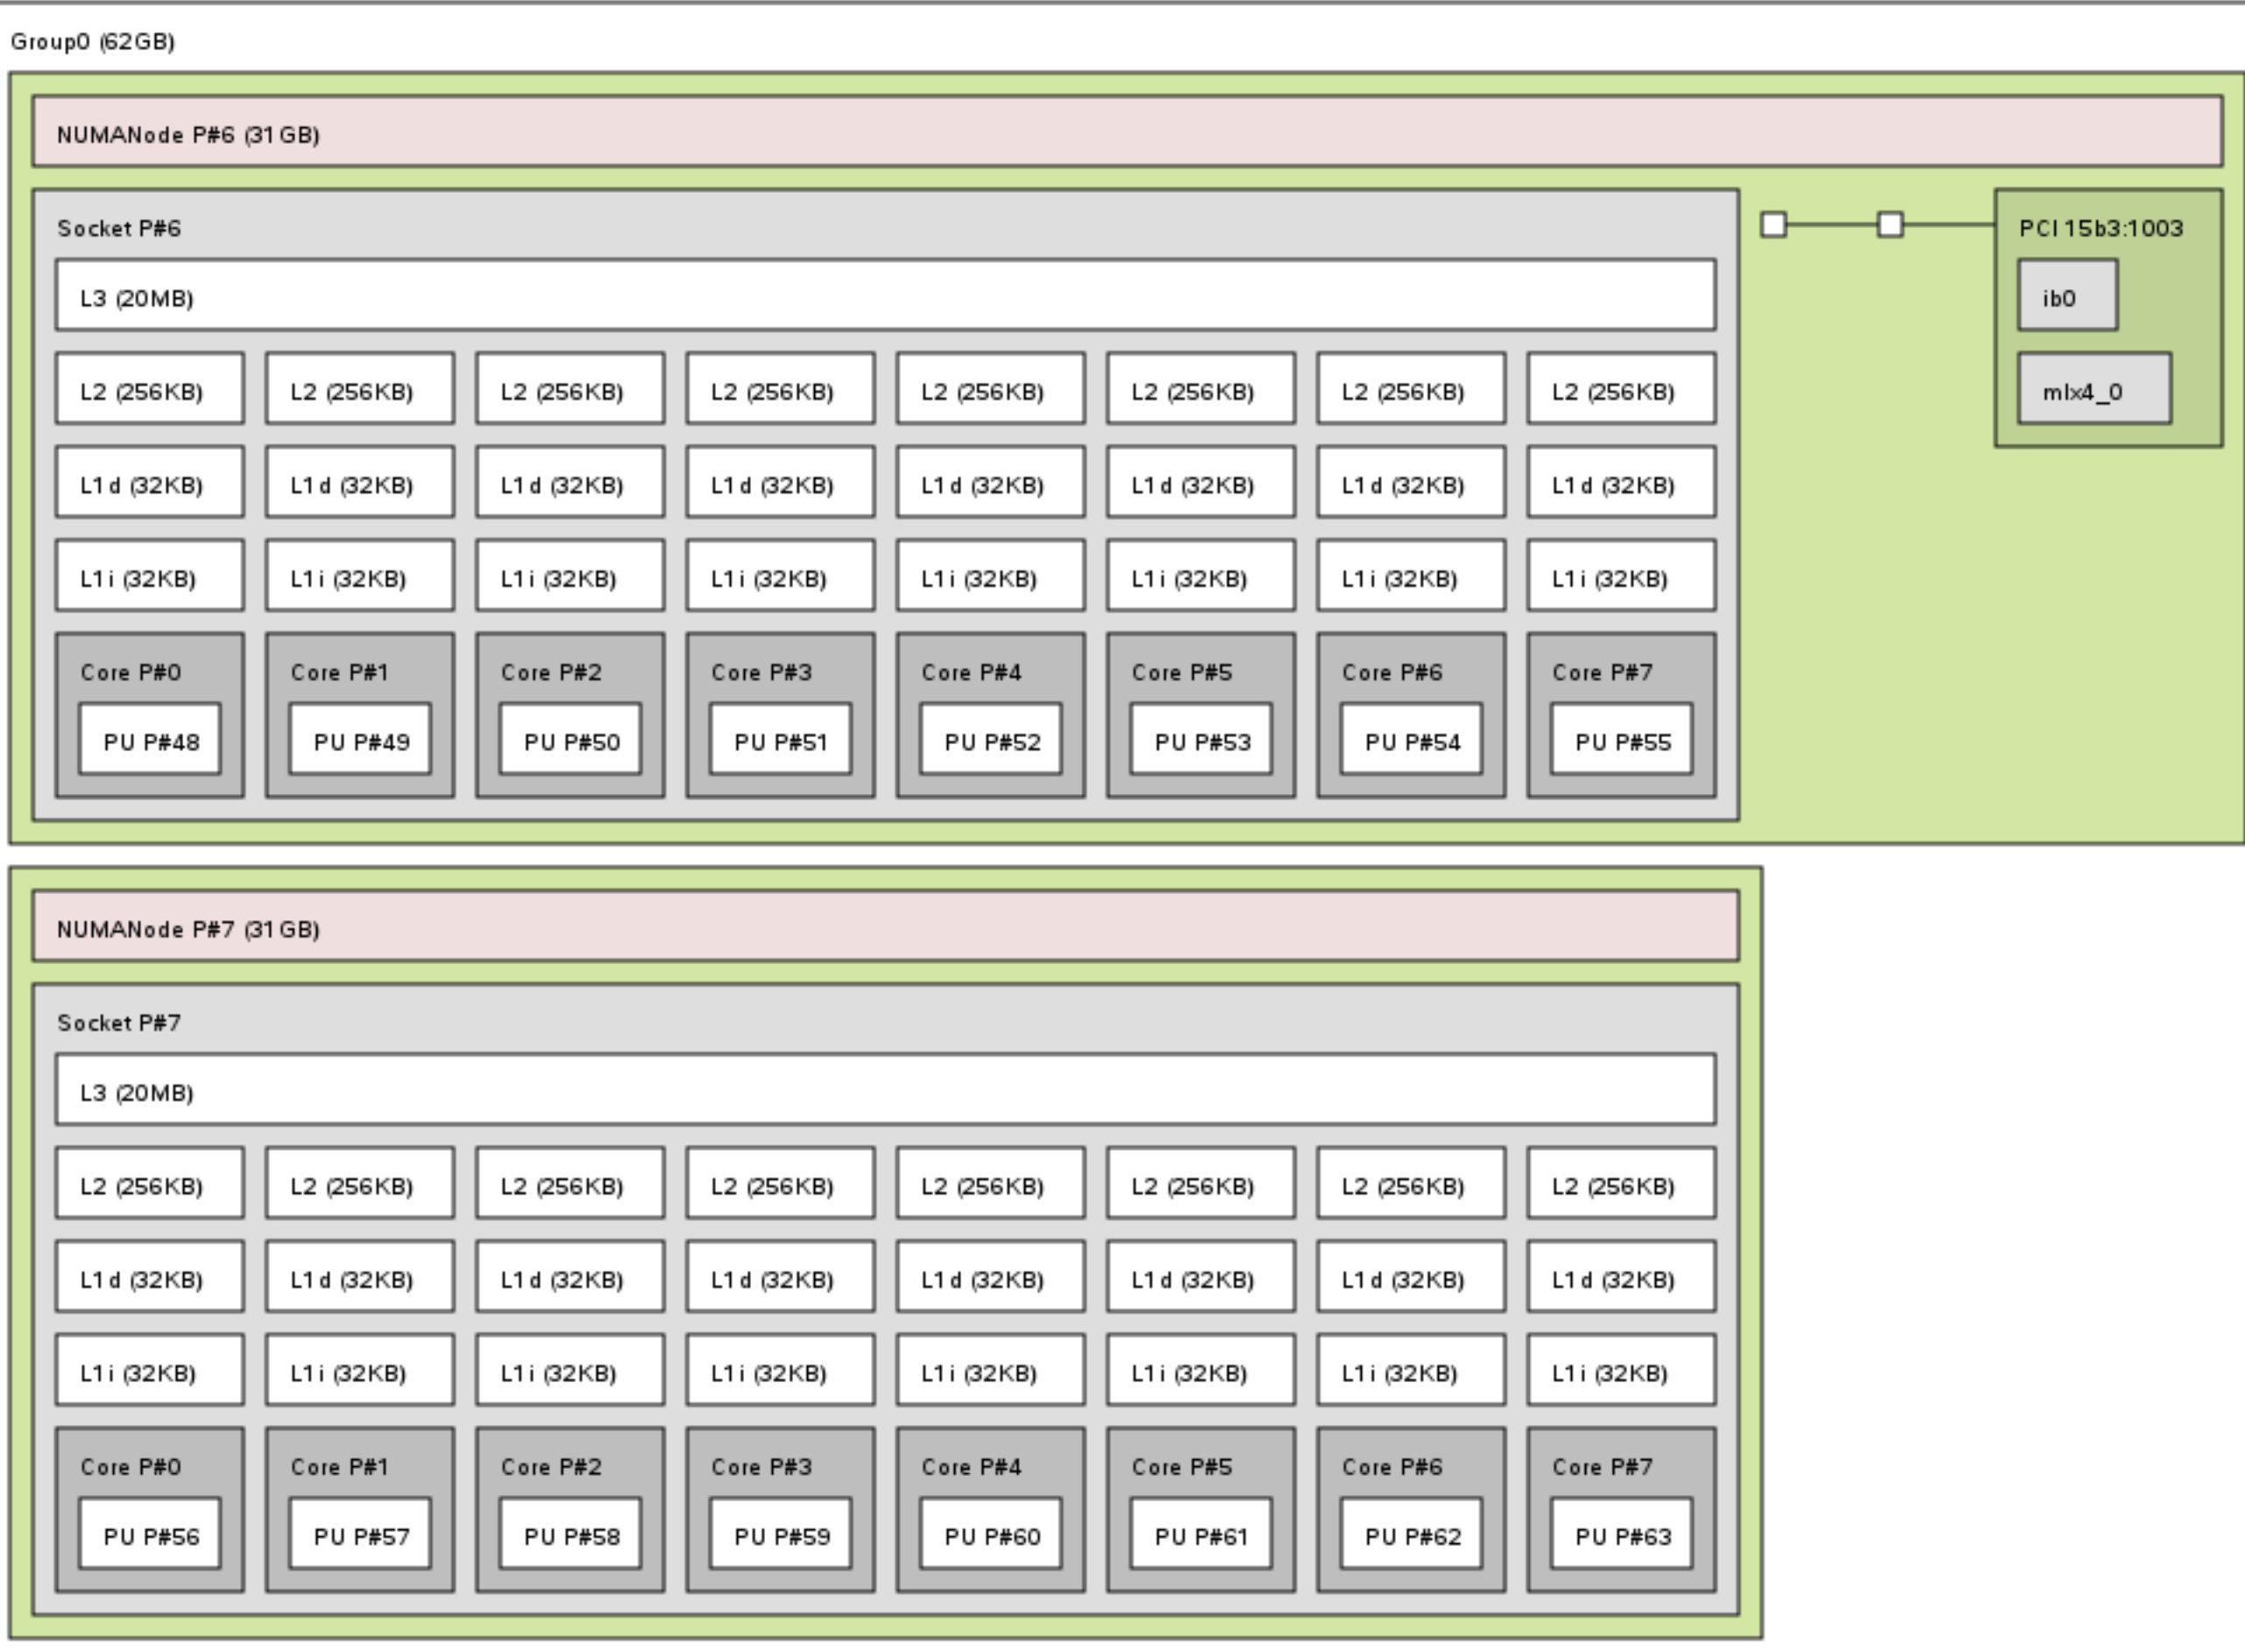 Group0 (62GB)
NUMANode P#6 (31GB)
Socket P#6
PCI 15b3:1003
L3 (20MB)
ib0
L2 (256KB) L2 (256KB) L2 (256KB) L2 (256KB) L2 (256KB) L2 (256KB) L2 (256KB) L2 (256KB)
mlx4_0
L1d (32KB) L1d (32KB) L1d (32KB) L1d (32KB) L1d (32KB) L1d (32KB) L1d (32KB) L1d (32KB)
L1i (32KB) L1i (32KB) L1i (32KB) L1i (32KB) L1i (32KB) L1i (32KB) L1i (32KB) L1i (32KB)
Core P#0 Core P#1 Core P#2 Core P#3 Core P#4 Core P#5 Core P#6 Core P#7
PU P#48 PU P#49 PU P#50 PU P#51 PU P#52 PU P#53 PU P#54 PU P#55
NUMANode P#7 (31GB)
Socket P#7
L3 (20MB)
L2 (256KB) L2 (256KB) L2 (256KB) L2 (256KB) L2 (256KB) L2 (256KB) L2 (256KB) L2 (256KB)
L1d (32KB) L1d (32KB) L1d (32KB) L1d (32KB) L1d (32KB) L1d (32KB) L1d (32KB) L1d (32KB)
L1i (32KB) L1i (32KB) L1i (32KB) L1i (32KB) L1i (32KB) L1i (32KB) L1i (32KB) L1i (32KB)
Core P#0 Core P#1 Core P#2 Core P#3 Core P#4 Core P#5 Core P#6 Core P#7
PU P#56 PU P#57 PU P#58 PU P#59 PU P#60 PU P#61 PU P#62 PU P#63